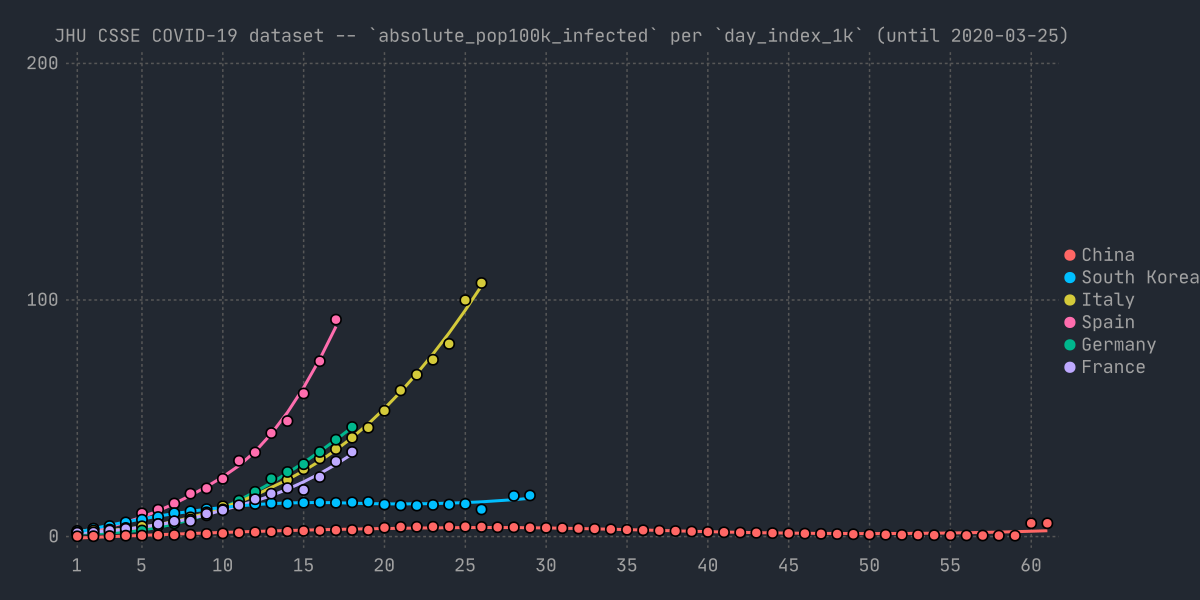 JHU CSSE COVID-19 dataset -- `absolute_pop100k_infected` per `day_index_1k` (until 2020-03-25)
200
100
0
1 5 10 15 20 25 30 35 40 45 50 55 60
China
South Korea
Italy
Spain
Germany
France